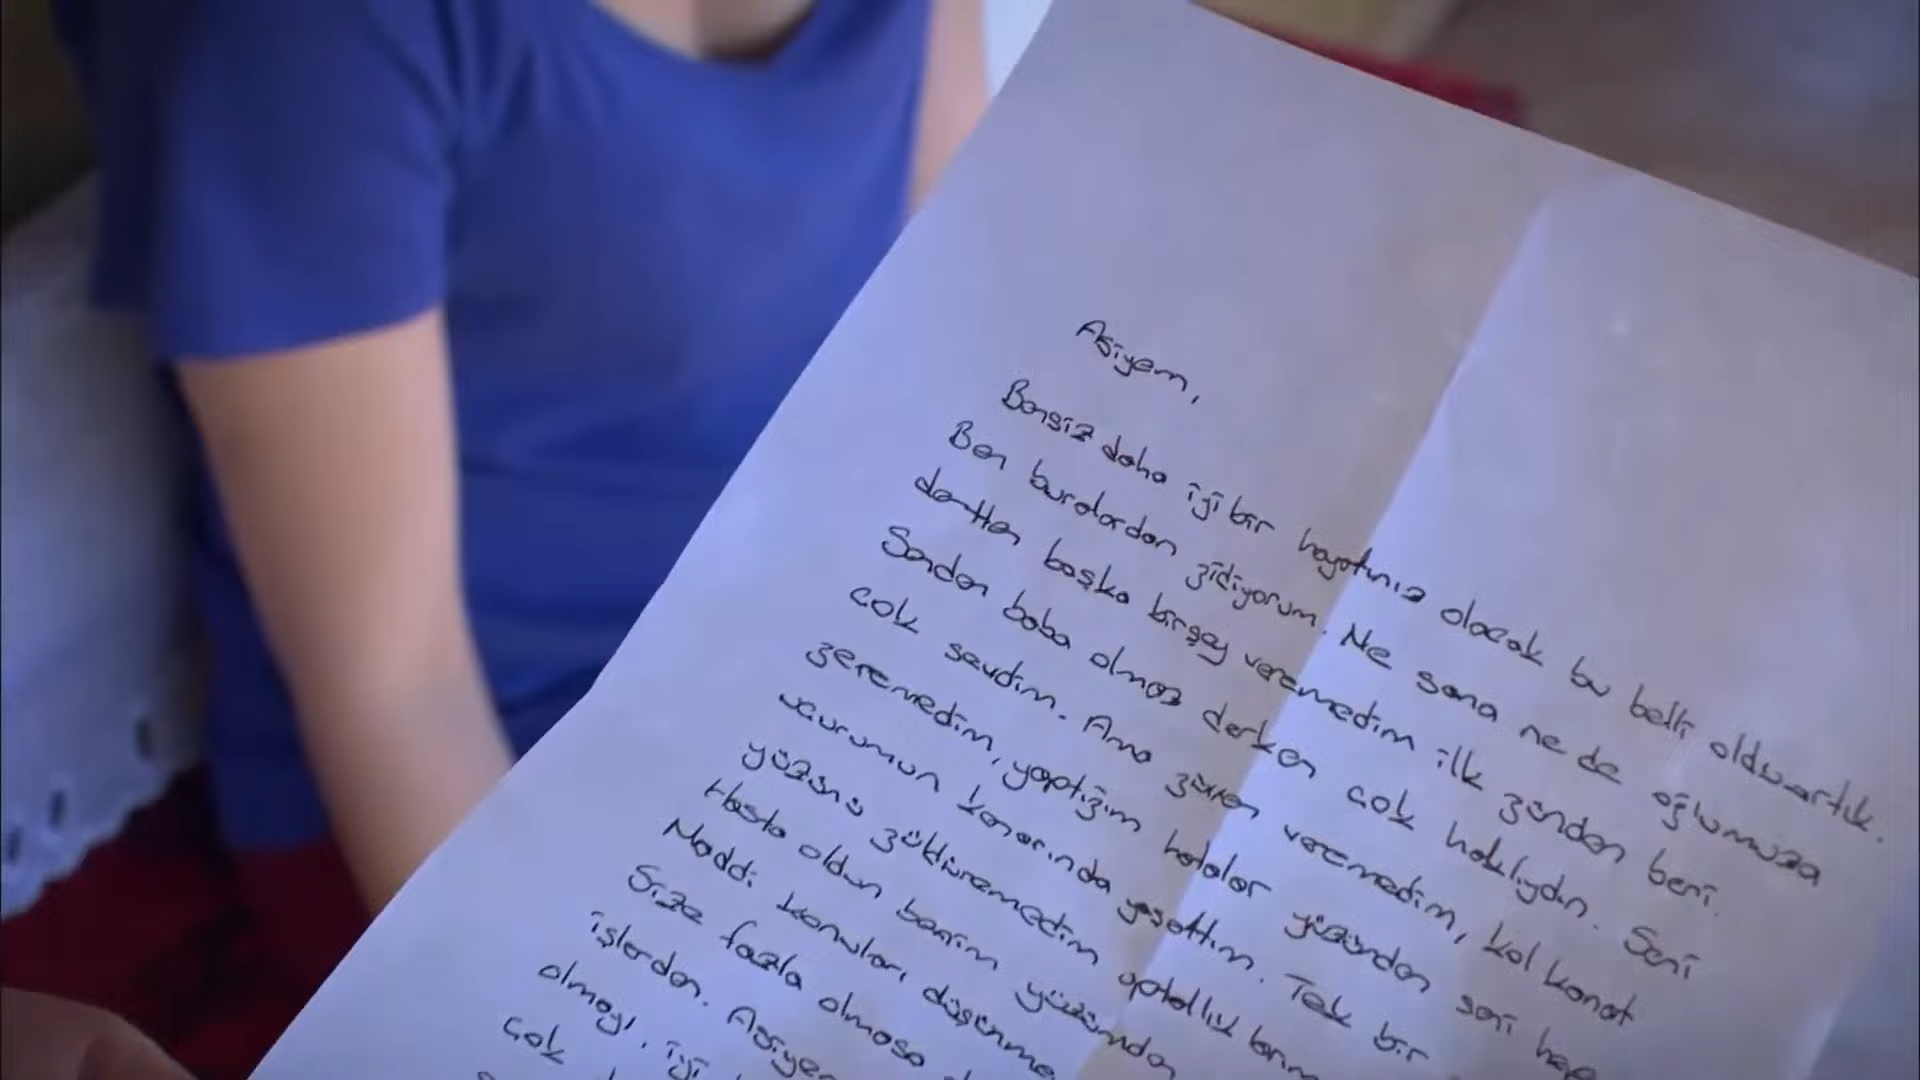 Asiyem,
Bensiz daha iyi bir hayatınız olacak bu belli oldu artık.
Ben buralardan gidiyorum. Ne sana ne de oğlumuza
dertten başka birşey veremedim ilk günden beri.
Senden baba olmaz derken çok haklıydın. Seni
çok sevdim. Ama güven veremedim, kol kanat
geremedim, yaptığım hatalar yüzünden seni hep
uçurumun kenarında yaşattım. Tek bir
yüzünü güldüremedim aptallık
Hasta oldun benim yüzümden
Maddi konuları düşünme
Size fazla olmasa
işlerden. Asiyem
olmayı, iyi
çok